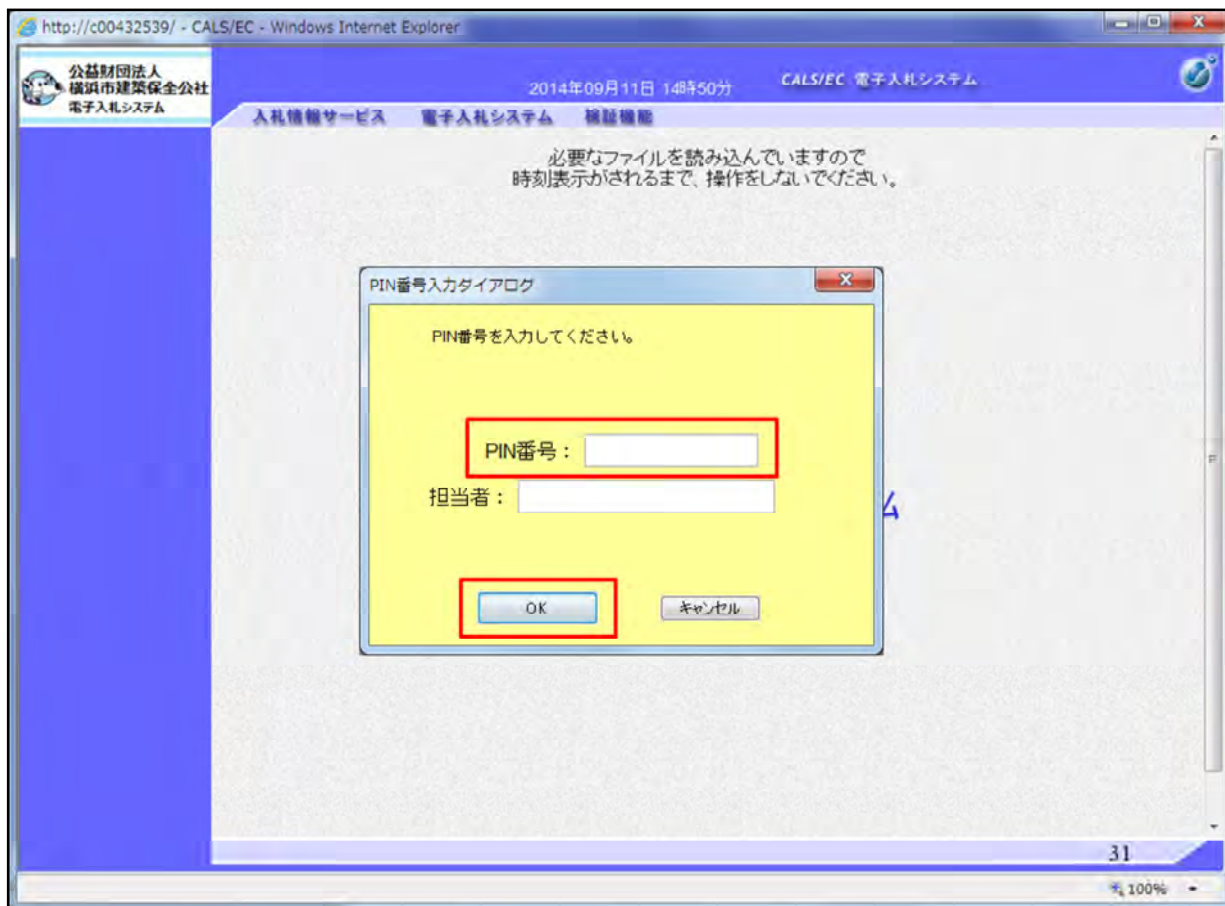 http://c00432539/ - CALS/EC - Windows Internet Explorer
公益財団法人
横浜市建築保全公社
電子入札システム
2014年09月11日 14時50分
CALS/EC 電子入札システム
入札情報サービス 電子入札システム 検証機能
必要なファイルを読み込んでいますので
時刻表示がされるまで、操作をしないでください。
PIN番号入力ダイアログ
PIN番号を入力してください。
PIN番号：
担当者：
ム
OK
キャンセル
31
100%